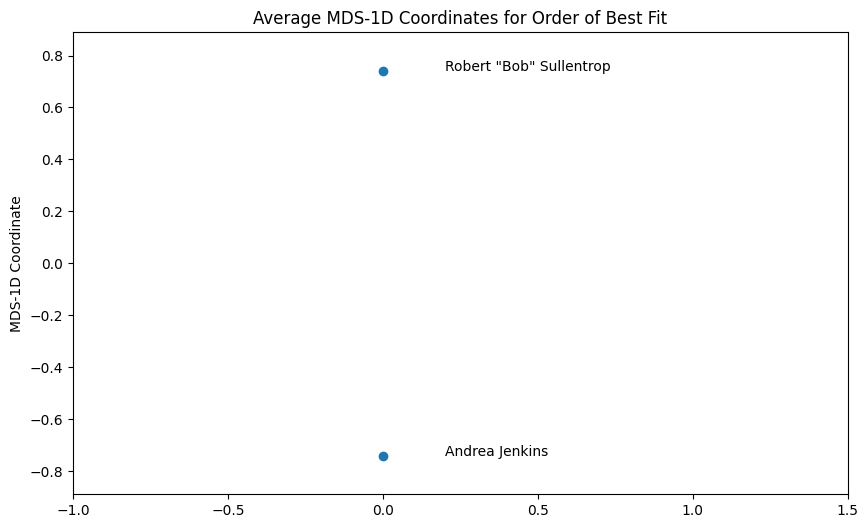 Average MDS-1D Coordinates for Order of Best Fit
MDS-1D Coordinate
0.8
0.6
0.4
0.2
0.0
−0.2
−0.4
−0.6
−0.8
Robert "Bob" Sullentrop
Andrea Jenkins
−1.0 −0.5 0.0 0.5 1.0 1.5